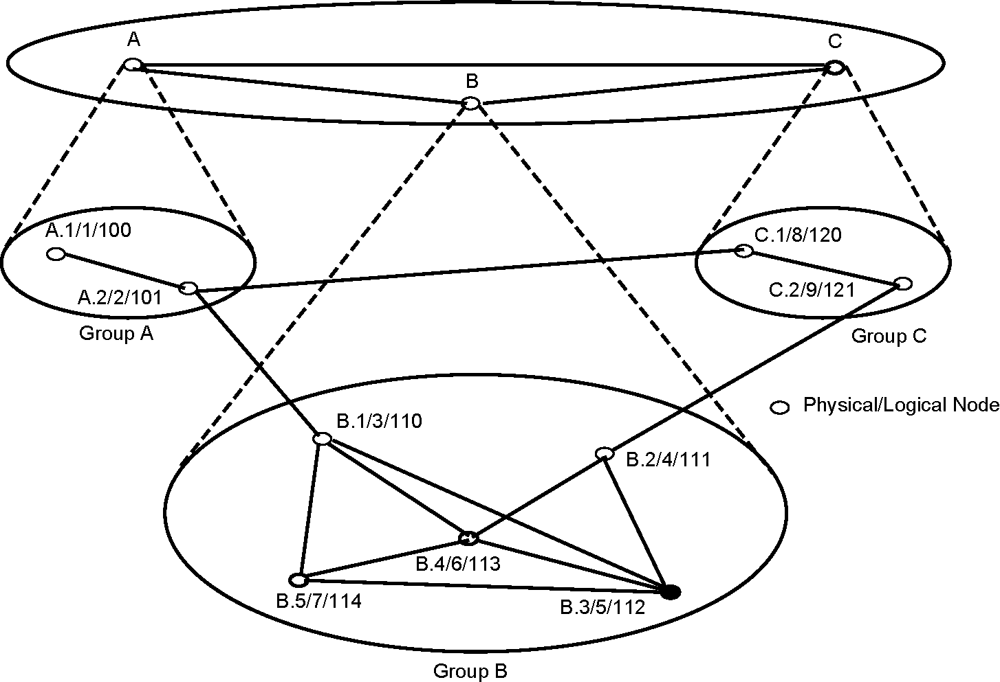 A
C
B
A.1/1/100
C.1/8/120
A.2/2/101
C.2/9/121
Group A
Group C
Physical/Logical Node
B.1/3/110
B.2/4/111
B.4/6/113
B.5/7/114
B.3/5/112
Group B